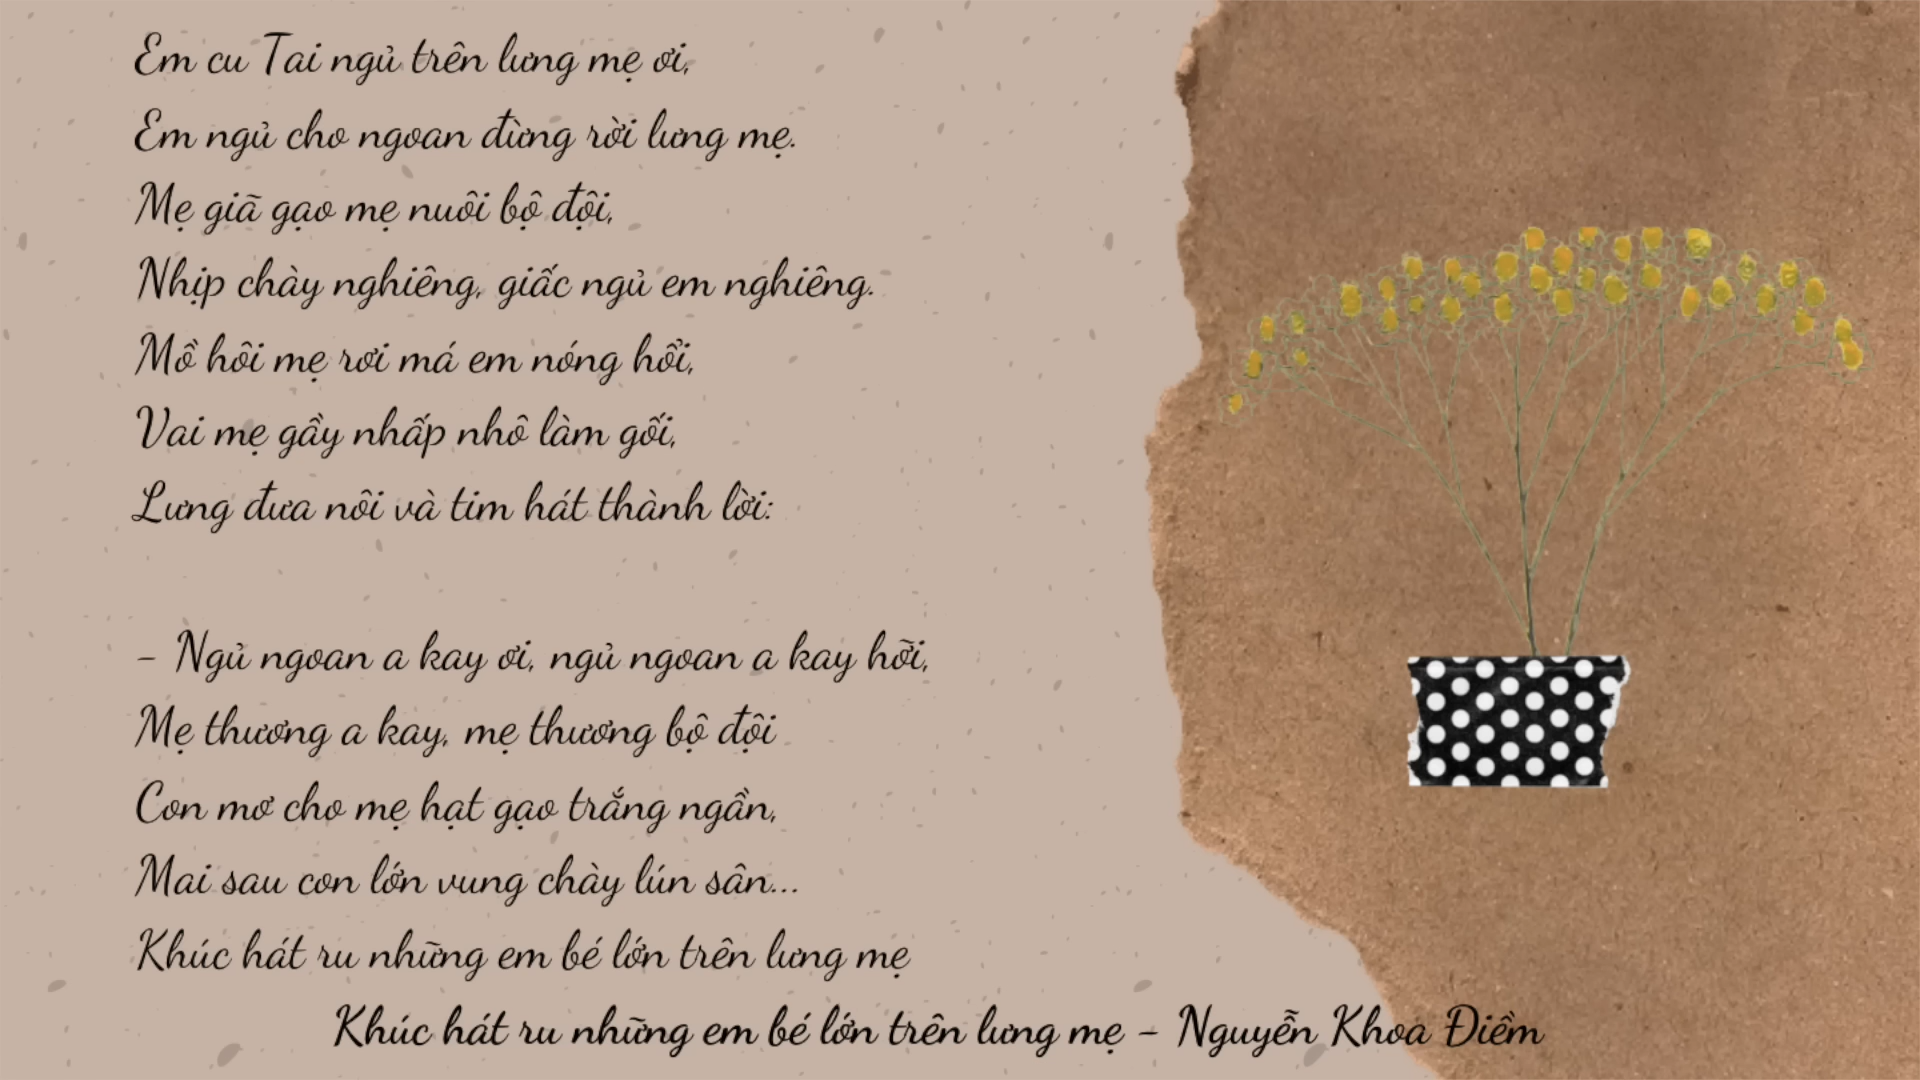 Em cu Tai ngủ trên lưng mẹ ơi,
Em ngủ cho ngoan đừng rời lưng mẹ.
Mẹ giã gạo mẹ nuôi bộ đội,
Nhịp chày nghiêng, giấc ngủ em nghiêng.
Mồ hôi mẹ rơi má em nóng hổi,
Vai mẹ gầy nhấp nhô làm gối,
Lưng đưa nôi và tim hát thành lời:
- Ngủ ngoan a kay ơi, ngủ ngoan a kay hỡi,
Mẹ thương a kay, mẹ thương bộ đội
Con mơ cho mẹ hạt gạo trắng ngần,
Mai sau con lớn vung chày lún sân...
Khúc hát ru những em bé lớn trên lưng mẹ
Khúc hát ru những em bé lớn trên lưng mẹ - Nguyễn Khoa Điềm